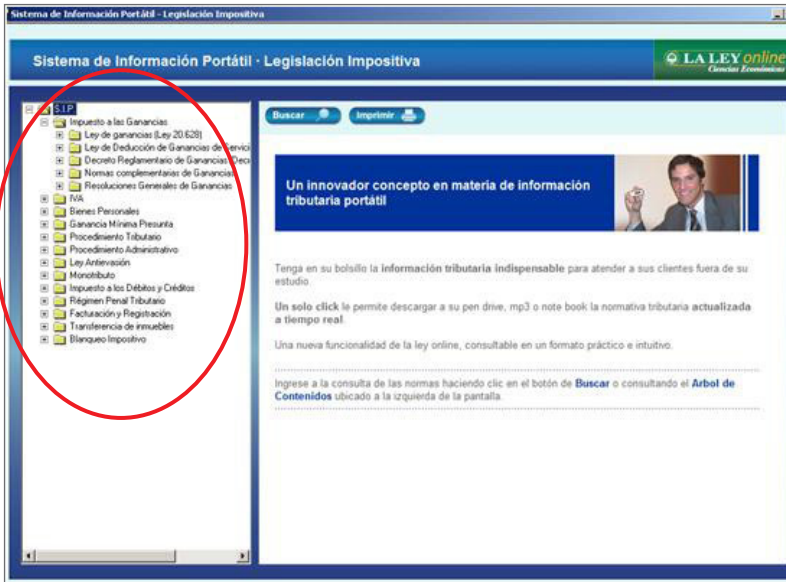 Sistema de Información Portátil - Legislación Impositiva
Sistema de Información Portátil · Legislación Impositiva
LA LEY online
Ciencias Económicas
S.I.P
Impuesto a las Ganancias
Ley de ganancias (Ley 20.628)
Ley de Deducción de Ganancias de Servici
Decreto Reglamentario de Ganancias (Dec
Normas complementarias de Ganancias
Resoluciones Generales de Ganancias
IVA
Bienes Personales
Ganancia Mínima Presunta
Procedimiento Tributario
Procedimiento Administrativo
Ley Antievasión
Monotributo
Impuesto a los Débitos y Créditos
Régimen Penal Tributario
Facturación y Registración
Transferencia de inmuebles
Blanqueo Impositivo
Buscar
Imprimir
Un innovador concepto en materia de información
tributaria portátil
Tenga en su bolsillo la información tributaria indispensable para atender a sus clientes fuera de su
estudio.
Un solo click le permite descargar a su pen drive, mp3 o note book la normativa tributaria actualizada
a tiempo real.
Una nueva funcionalidad de la ley online, consultable en un formato práctico e intuitivo.
Ingrese a la consulta de las normas haciendo clic en el botón de Buscar o consultando el Arbol de
Contenidos ubicado a la izquierda de la pantalla.